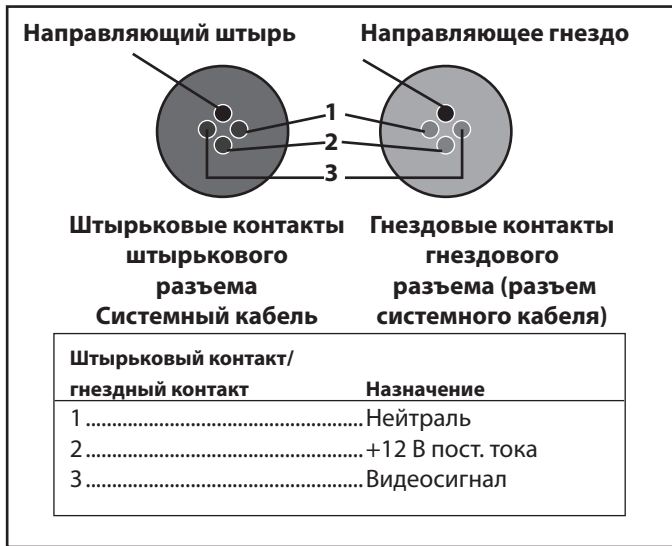 Направляющий штырь
Направляющее гнездо
1
2
3
Штырьковые контакты
штырькового
разъема
Системный кабель
Гнездовые контакты
гнездового
разъема (разъем
системного кабеля)
Штырьковый контакт/
гнездный контакт Назначение
1 ........................................................ Нейтраль
2 ........................................................ +12 В пост. тока
3 ........................................................ Видеосигнал